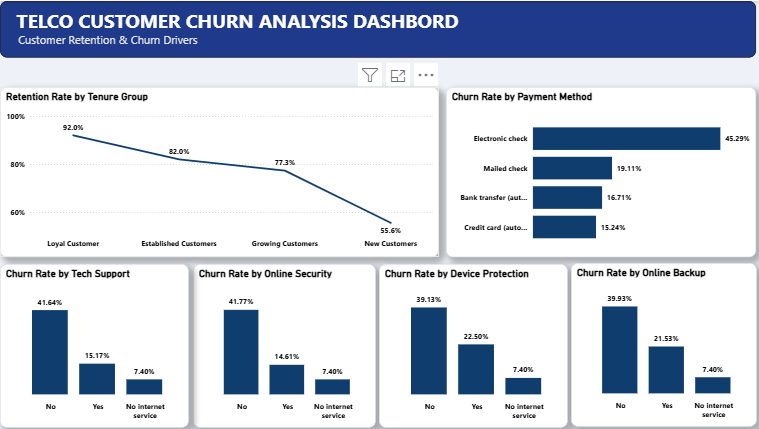 TELCO CUSTOMER CHURN ANALYSIS DASHBORD
Customer Retention & Churn Drivers
Retention Rate by Tenure Group
100%
80%
60%
92.0%
82.0%
77.3%
55.6%
Loyal Customer
Established Customers
Growing Customers
New Customers
Churn Rate by Payment Method
Electronic check
45.29%
Mailed check
19.11%
Bank transfer (aut...
16.71%
Credit card (auto...
15.24%
Churn Rate by Tech Support
41.64%
15.17%
7.40%
No
Yes
No internet
service
Churn Rate by Online Security
41.77%
14.61%
7.40%
No
Yes
No internet
service
Churn Rate by Device Protection
39.13%
22.50%
7.40%
No
Yes
No internet
service
Churn Rate by Online Backup
39.93%
21.53%
7.40%
No
Yes
No internet
service